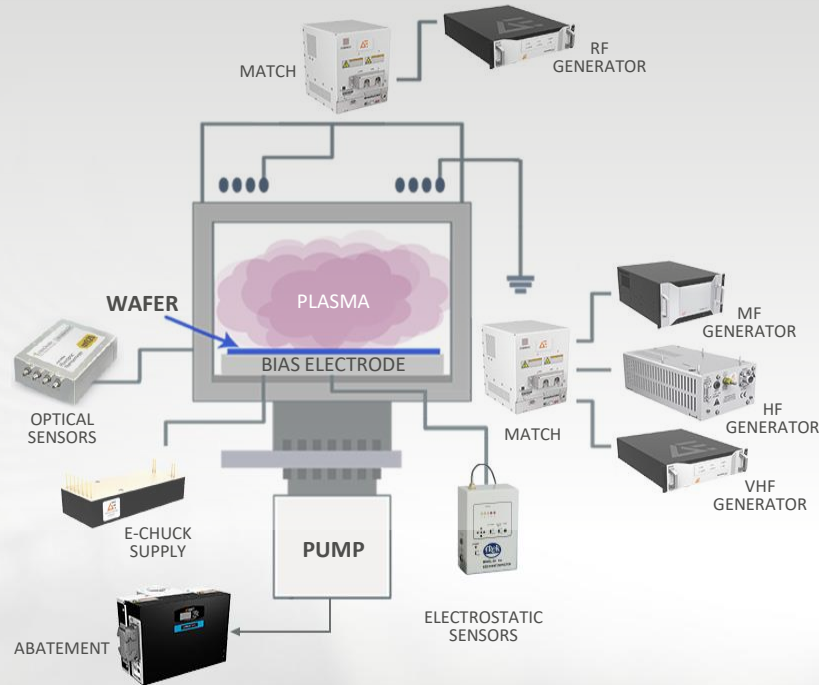 MATCH
RF
GENERATOR
WAFER
PLASMA
BIAS ELECTRODE
MF
GENERATOR
OPTICAL
SENSORS
MATCH
HF
GENERATOR
VHF
GENERATOR
E-CHUCK
SUPPLY
PUMP
ELECTROSTATIC
SENSORS
ABATEMENT